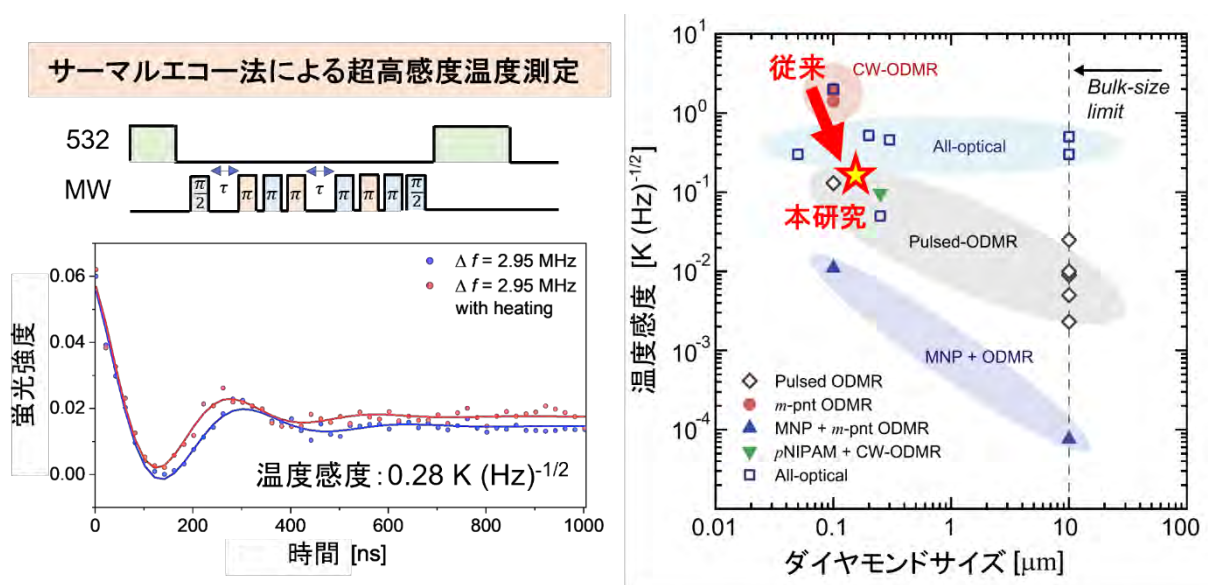 サーマルエコー法による超高感度温度測定
532
MW
π/2 τ π π π τ π π π π/2
Δ f = 2.95 MHz
Δ f = 2.95 MHz
with heating
0.06
0.04
0.02
0.00
蛍光強度
温度感度:0.28 K (Hz)-1/2
0 200 400 600 800 1000
時間 [ns]
従来
CW-ODMR
Bulk-size
limit
All-optical
本研究
Pulsed-ODMR
MNP + ODMR
Pulsed ODMR
m-pnt ODMR
MNP + m-pnt ODMR
pNIPAM + CW-ODMR
All-optical
10^1
10^0
10^-1
10^-2
10^-3
10^-4
温度感度 [K (Hz)-1/2]
0.01 0.1 1 10 100
ダイヤモンドサイズ [μm]